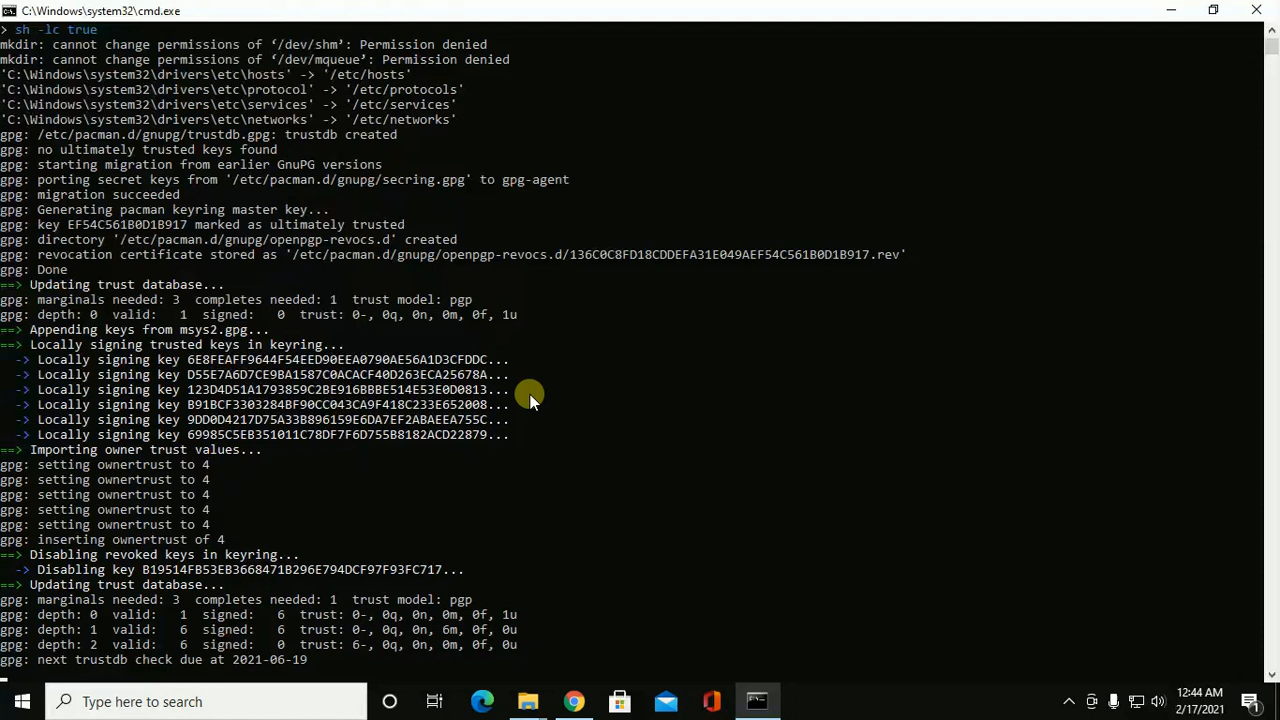 C:\Windows\system32\cmd.exe
> sh -lc true
mkdir: cannot change permissions of ‘/dev/shm’: Permission denied
mkdir: cannot change permissions of ‘/dev/mqueue’: Permission denied
'C:\Windows\system32\drivers\etc\hosts' -> '/etc/hosts'
'C:\Windows\system32\drivers\etc\protocol' -> '/etc/protocols'
'C:\Windows\system32\drivers\etc\services' -> '/etc/services'
'C:\Windows\system32\drivers\etc\networks' -> '/etc/networks'
gpg: /etc/pacman.d/gnupg/trustdb.gpg: trustdb created
gpg: no ultimately trusted keys found
gpg: starting migration from earlier GnuPG versions
gpg: porting secret keys from '/etc/pacman.d/gnupg/secring.gpg' to gpg-agent
gpg: migration succeeded
gpg: Generating pacman keyring master key...
gpg: key EF54C561B0D1B917 marked as ultimately trusted
gpg: directory '/etc/pacman.d/gnupg/openpgp-revocs.d' created
gpg: revocation certificate stored as '/etc/pacman.d/gnupg/openpgp-revocs.d/136C0C8FD18CDDEFA31E049AEF54C561B0D1B917.rev'
gpg: Done
==> Updating trust database...
gpg: marginals needed: 3  completes needed: 1  trust model: pgp
gpg: depth: 0  valid:   1  signed:   0  trust: 0-, 0q, 0n, 0m, 0f, 1u
==> Appending keys from msys2.gpg...
==> Locally signing trusted keys in keyring...
  -> Locally signing key 6E8FEAFF9644F54EED90EEA0790AE56A1D3CFDDC...
  -> Locally signing key D55E7A6D7CE9BA1587C0ACACF40D263ECA25678A...
  -> Locally signing key 123D4D51A1793859C2BE916BBBE514E53E0D0813...
  -> Locally signing key B91BCF3303284BF90CC043CA9F418C233E652008...
  -> Locally signing key 9DD0D4217D75A33B896159E6DA7EF2ABAEEA755C...
  -> Locally signing key 69985C5EB351011C78DF7F6D755B8182ACD22879...
==> Importing owner trust values...
gpg: setting ownertrust to 4
gpg: setting ownertrust to 4
gpg: setting ownertrust to 4
gpg: setting ownertrust to 4
gpg: setting ownertrust to 4
gpg: inserting ownertrust of 4
==> Disabling revoked keys in keyring...
  -> Disabling key B19514FB53EB3668471B296E794DCF97F93FC717...
==> Updating trust database...
gpg: marginals needed: 3  completes needed: 1  trust model: pgp
gpg: depth: 0  valid:   1  signed:   6  trust: 0-, 0q, 0n, 0m, 0f, 1u
gpg: depth: 1  valid:   6  signed:   6  trust: 0-, 0q, 0n, 6m, 0f, 0u
gpg: depth: 2  valid:   6  signed:   0  trust: 6-, 0q, 0n, 0m, 0f, 0u
gpg: next trustdb check due at 2021-06-19
Type here to search
12:44 AM
2/17/2021
1